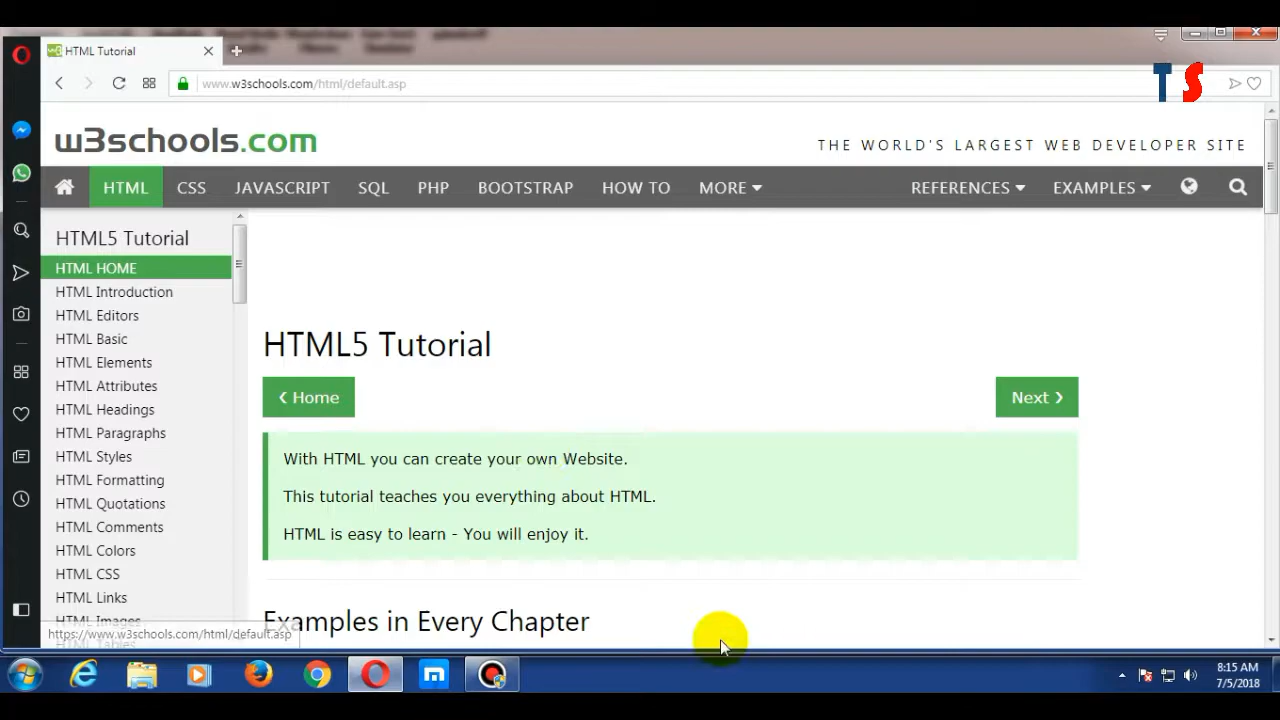 HTML Tutorial
www.w3schools.com/html/default.asp
TS
w3schools.com
THE WORLD'S LARGEST WEB DEVELOPER SITE
HTML CSS JAVASCRIPT SQL PHP BOOTSTRAP HOW TO MORE REFERENCES EXAMPLES
HTML5 Tutorial
HTML HOME
HTML Introduction
HTML Editors
HTML Basic
HTML Elements
HTML Attributes
HTML Headings
HTML Paragraphs
HTML Styles
HTML Formatting
HTML Quotations
HTML Comments
HTML Colors
HTML CSS
HTML Links
HTML Images
HTML Tables
https://www.w3schools.com/html/default.asp
HTML5 Tutorial
❮ Home
Next ❯
With HTML you can create your own Website.
This tutorial teaches you everything about HTML.
HTML is easy to learn - You will enjoy it.
Examples in Every Chapter
8:15 AM
7/5/2018